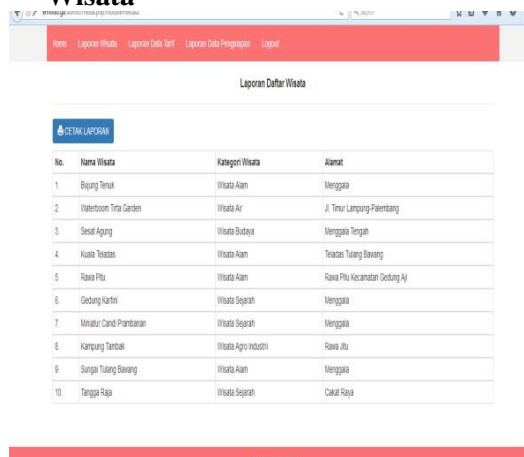 Wisata
Home Laporan Wisata Laporan Data Tarif Laporan Data Penginapan Logout
Laporan Daftar Wisata
CETAK LAPORAN
No. Nama Wisata Kategori Wisata Alamat
1. Bujung Tenuk Wisata Alam Menggala
2. Waterboom Tirta Garden Wisata Air Jl. Timur Lampung-Palembang
3. Sesat Agung Wisata Budaya Menggala Tengah
4. Kuala Teladas Wisata Alam Teladas Tulang Bawang
5. Rawa Pitu Wisata Alam Rawa Pitu Kecamatan Gedung Aji
6. Gedung Kartini Wisata Sejarah Menggala
7. Miniatur Candi Prambanan Wisata Sejarah Menggala
8. Kampung Tambak Wisata Agro Industrii Rawa Jitu
9. Sungai Tulang Bawang Wisata Alam Menggala
10. Tangga Raja Wisata Sejarah Cakat Raya